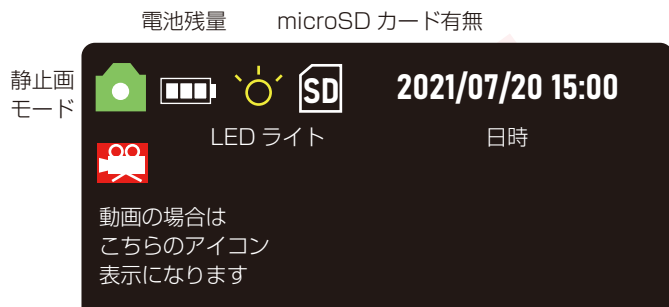 電池残量 microSD カード有無
静止画
モード
SD 2021/07/20 15:00
LED ライト 日時
動画の場合は
こちらのアイコン
表示になります